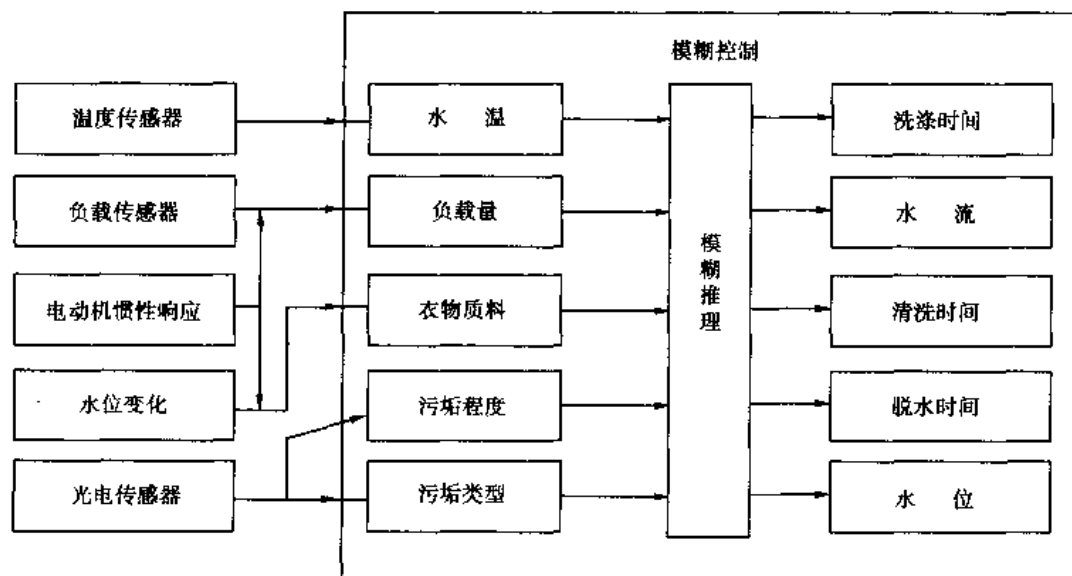 模糊控制
温度传感器
水 温
洗涤时间
负载传感器
负载量
水 流
电动机惯性响应
衣物质料
模糊推理
清洗时间
水位变化
污垢程度
脱水时间
光电传感器
污垢类型
水 位